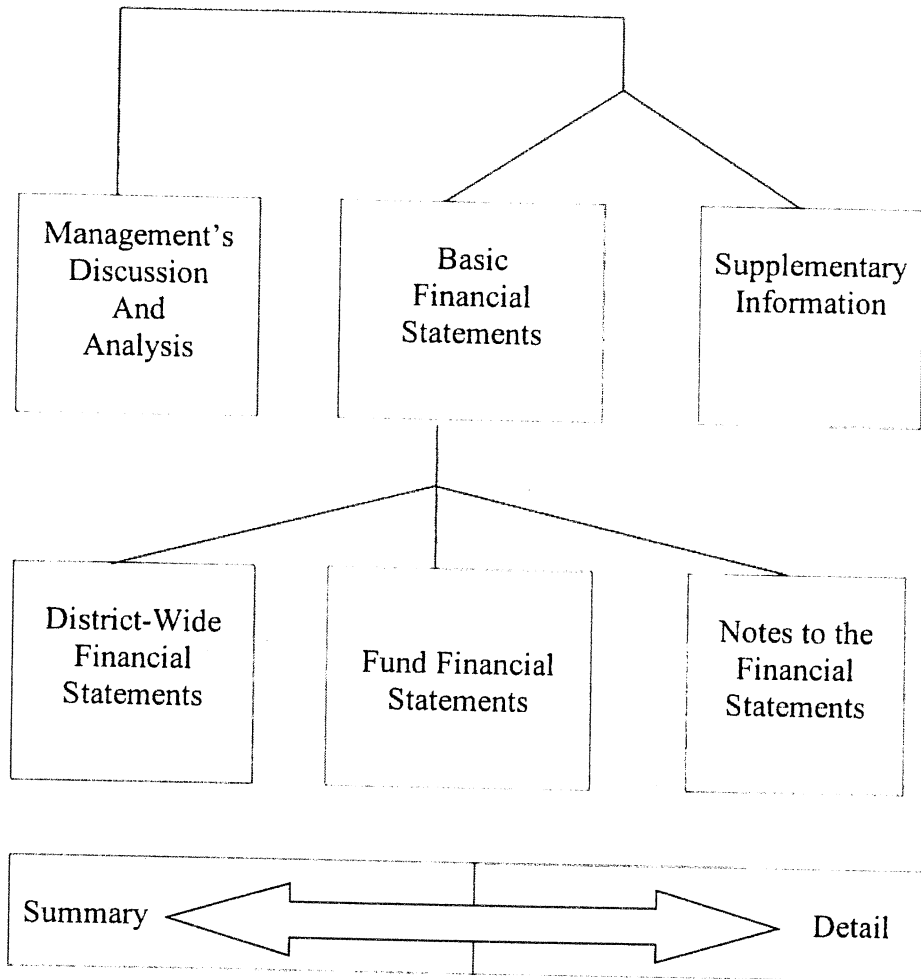 Management's
Discussion
And
Analysis
Basic
Financial
Statements
Supplementary
Information
District-Wide
Financial
Statements
Fund Financial
Statements
Notes to the
Financial
Statements
Summary
Detail